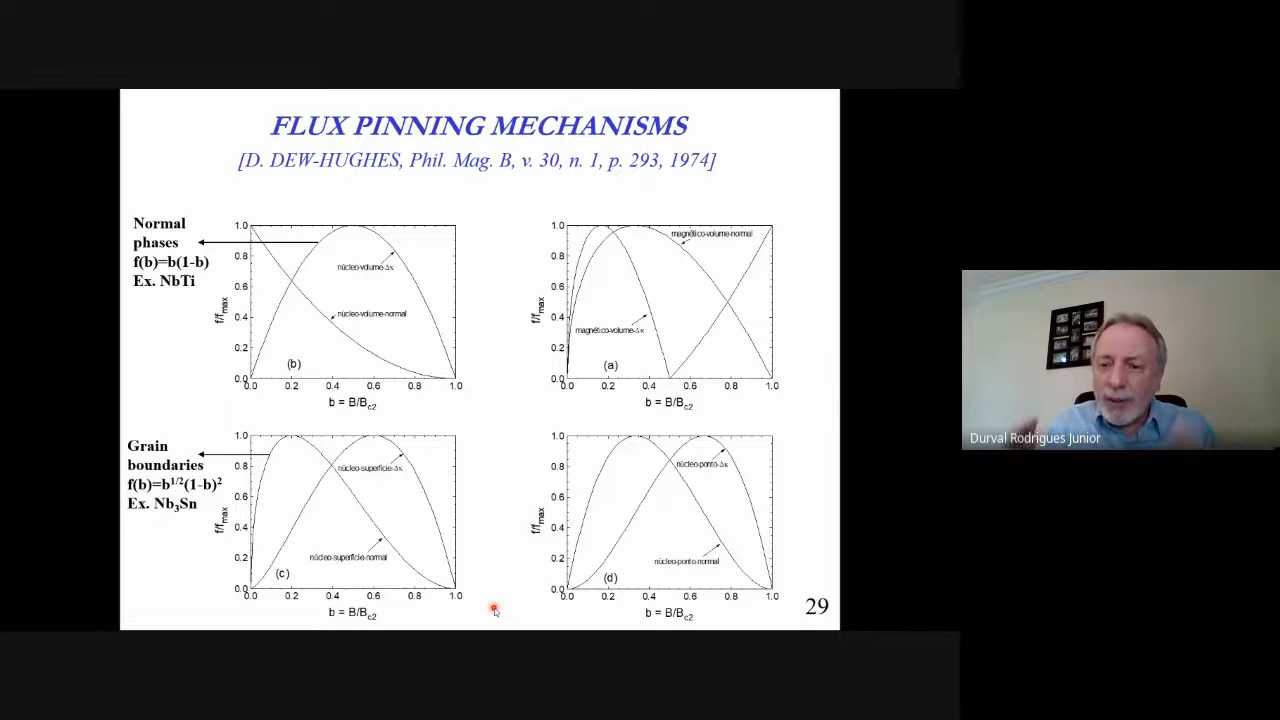 FLUX PINNING MECHANISMS
[D. DEW-HUGHES, Phil. Mag. B, v. 30, n. 1, p. 293, 1974]
Normal
phases
f(b)=b(1-b)
Ex. NbTi
1.0
0.8
0.6
0.4
0.2
0.0
f/fmax
núcleo-volume-Δκ
núcleo-volume-normal
(b)
0.0 0.2 0.4 0.6 0.8 1.0
b = B/Bc2
1.0
0.8
0.6
0.4
0.2
0.0
f/fmax
magnético-volume-normal
magnético-volume-Δκ
(a)
0.0 0.2 0.4 0.6 0.8 1.0
b = B/Bc2
Grain
boundaries
f(b)=b^1/2(1-b)^2
Ex. Nb3Sn
1.0
0.8
0.6
0.4
0.2
0.0
f/fmax
núcleo-superfície-Δκ
núcleo-superfície-normal
(c)
0.0 0.2 0.4 0.6 0.8 1.0
b = B/Bc2
1.0
0.8
0.6
0.4
0.2
0.0
f/fmax
núcleo-ponto-Δκ
núcleo-ponto-normal
(d)
0.0 0.2 0.4 0.6 0.8 1.0
b = B/Bc2
29
Durval Rodrigues Junior